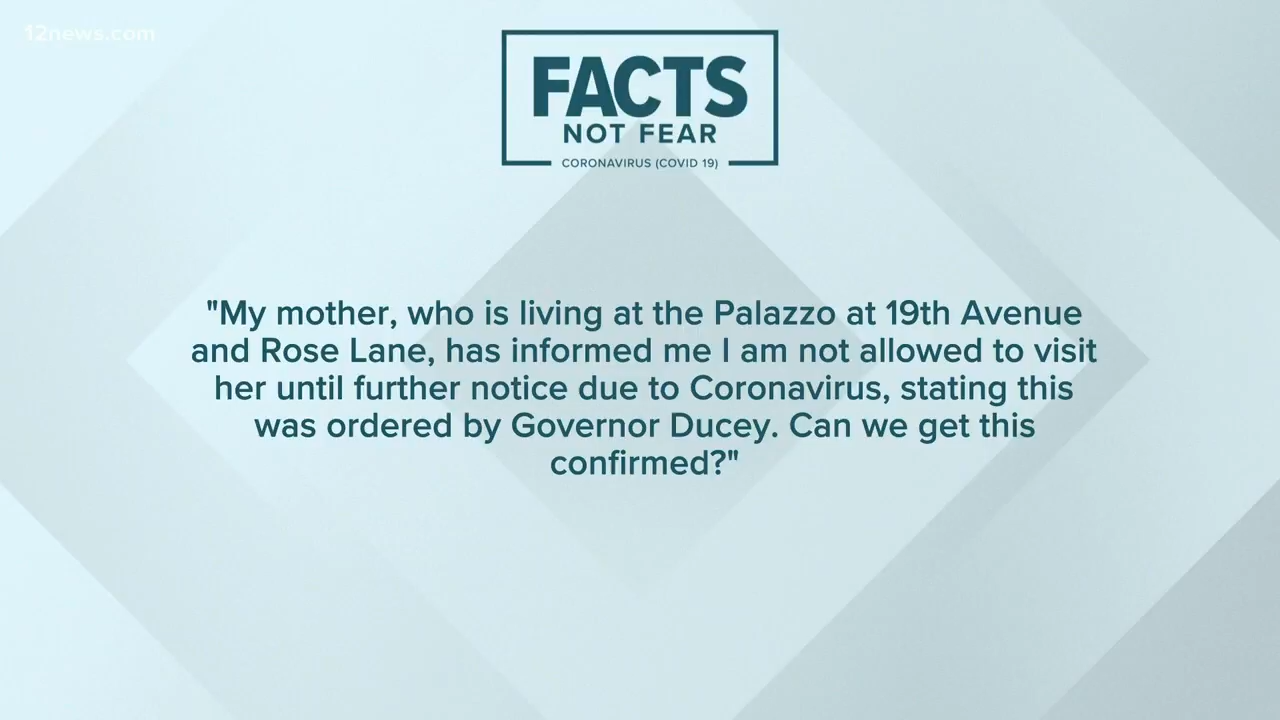 12news.com
FACTS
NOT FEAR
CORONAVIRUS (COVID 19)
"My mother, who is living at the Palazzo at 19th Avenue
and Rose Lane, has informed me I am not allowed to visit
her until further notice due to Coronavirus, stating this
was ordered by Governor Ducey. Can we get this
confirmed?"